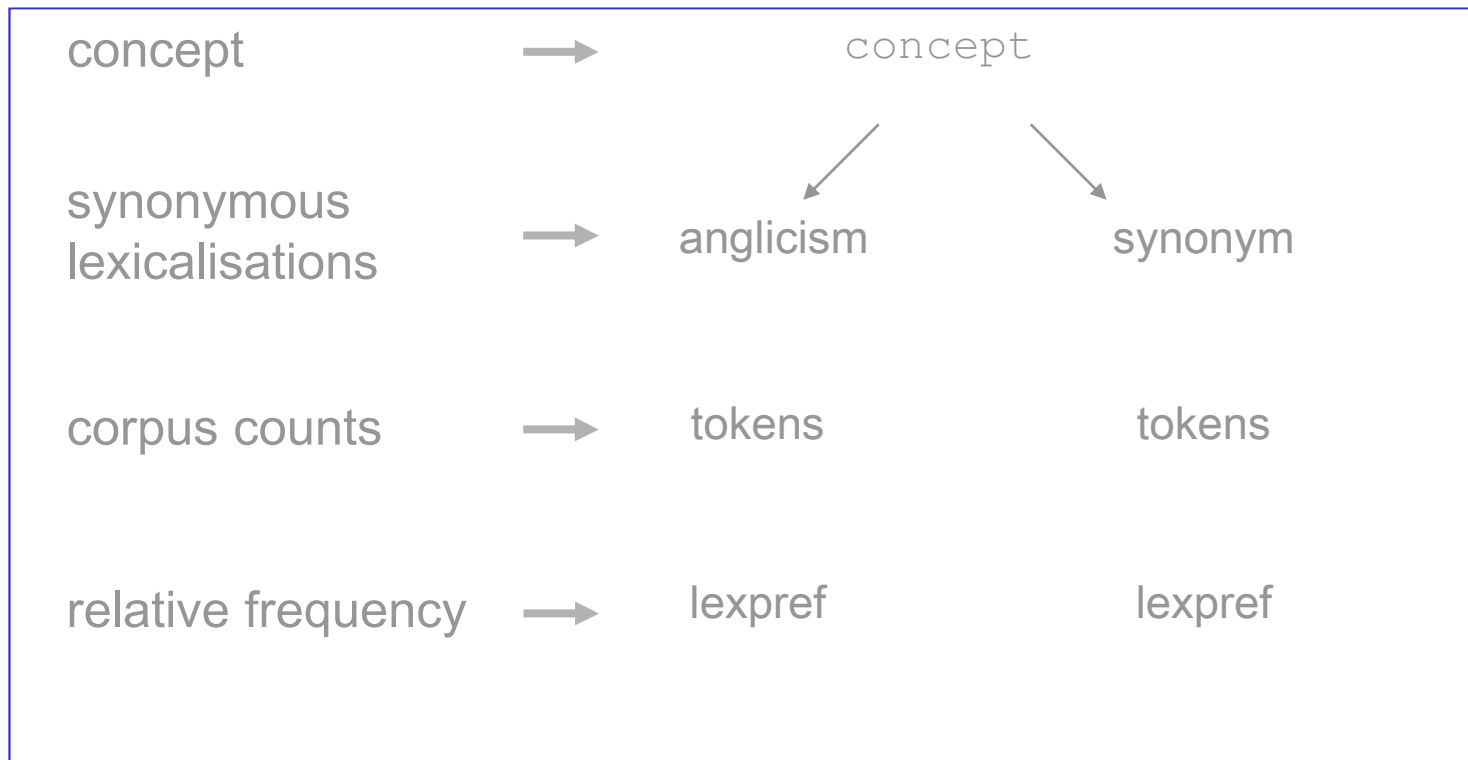 concept → concept
synonymous
lexicalisations → anglicism synonym
corpus counts → tokens tokens
relative frequency → lexpref lexpref